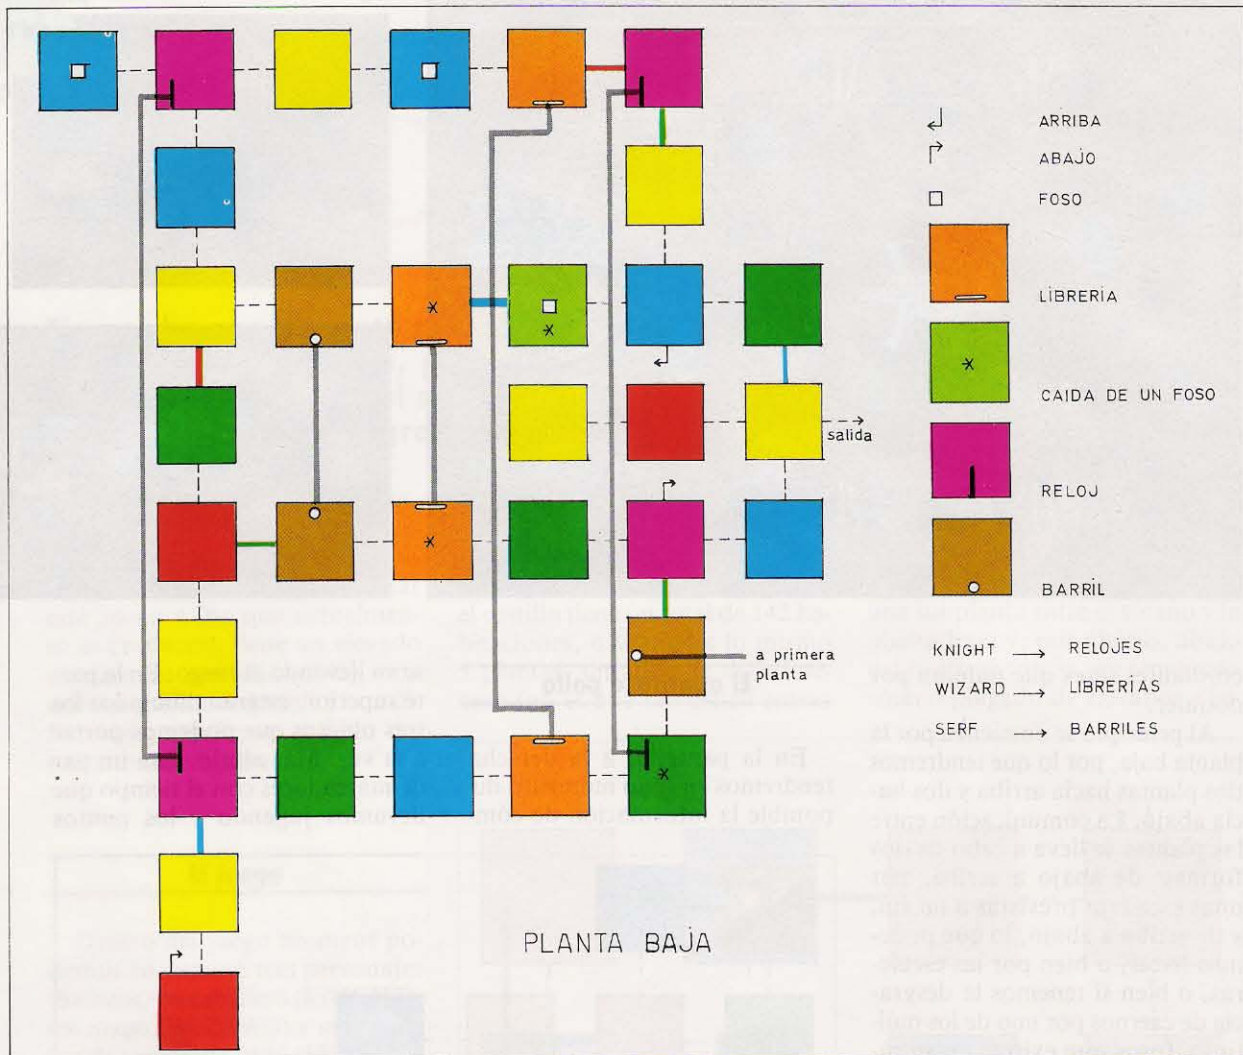 ARRIBA
ABAJO
FOSO
LIBRERÍA
CAIDA DE UN FOSO
RELOJ
BARRIL
KNIGHT → RELOJES
WIZARD → LIBRERÍAS
SERF → BARRILES
salida
a primera
planta
PLANTA BAJA